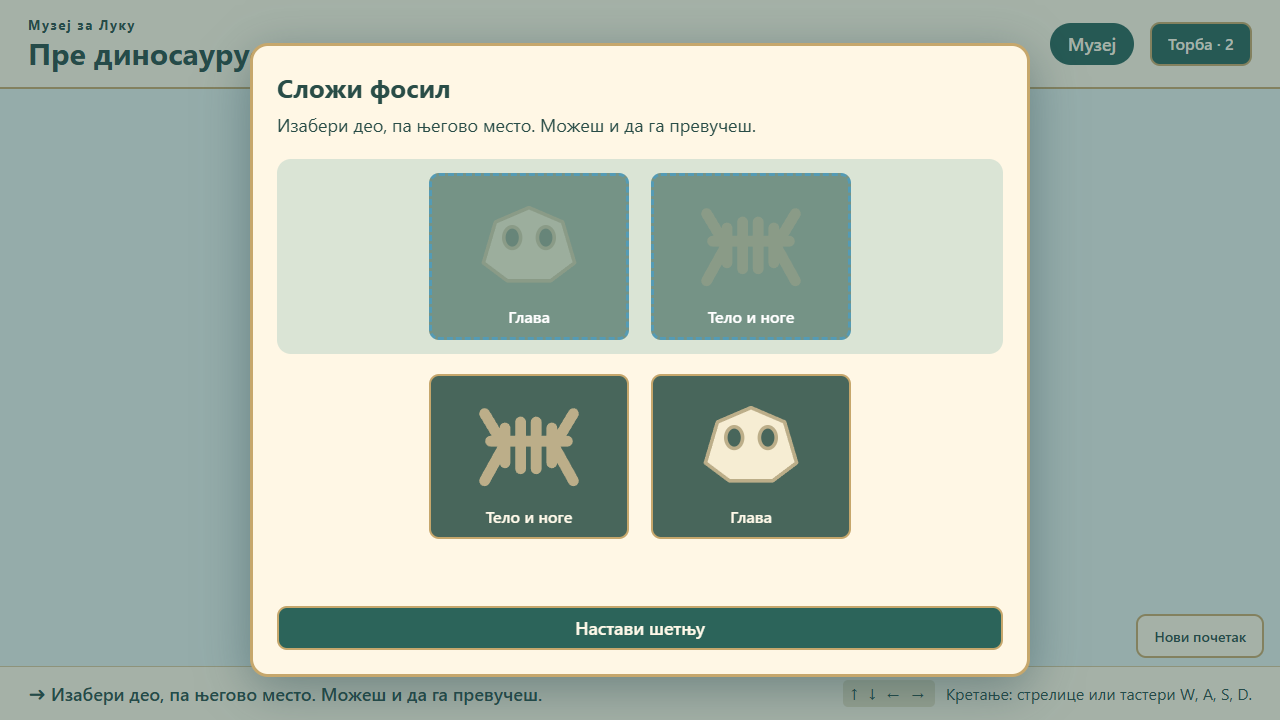 Музеј за Луку
Пре диносауру
Музеј
Торба · 2
Сложи фосил
Изабери део, па његово место. Можеш и да га превучеш.
Глава
Тело и ноге
Тело и ноге
Глава
Настави шетњу
Нови почетак
→ Изабери део, па његово место. Можеш и да га превучеш.
↑ ↓ ← → Кретање: стрелице или тастери W, A, S, D.